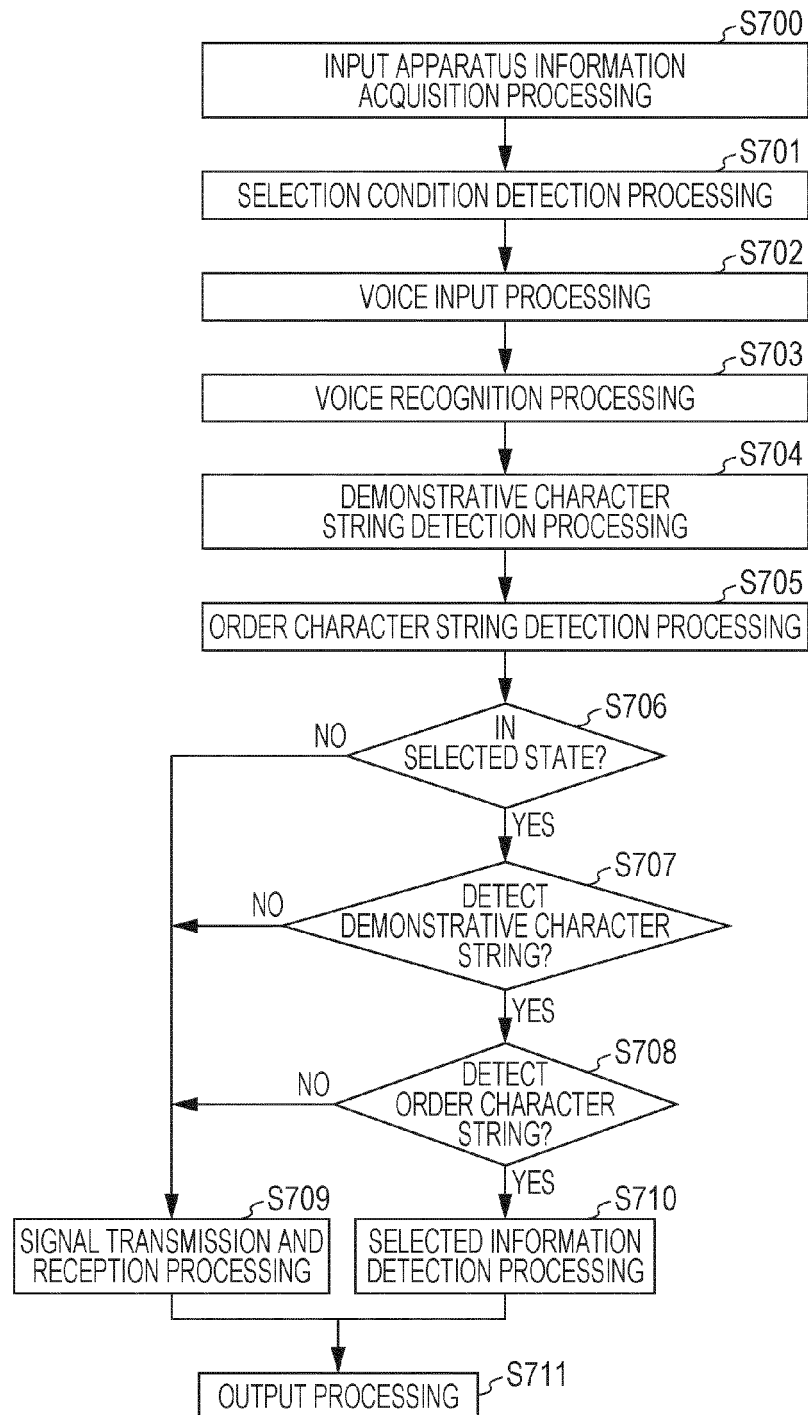 S700
INPUT APPARATUS INFORMATION
ACQUISITION PROCESSING
S701
SELECTION CONDITION DETECTION PROCESSING
S702
VOICE INPUT PROCESSING
S703
VOICE RECOGNITION PROCESSING
S704
DEMONSTRATIVE CHARACTER
STRING DETECTION PROCESSING
S705
ORDER CHARACTER STRING DETECTION PROCESSING
S706
IN
SELECTED STATE?
NO
YES
S707
DETECT
DEMONSTRATIVE CHARACTER
STRING?
NO
YES
S708
DETECT
ORDER CHARACTER
STRING?
NO
YES
S709
SIGNAL TRANSMISSION AND
RECEPTION PROCESSING
S710
SELECTED INFORMATION
DETECTION PROCESSING
S711
OUTPUT PROCESSING